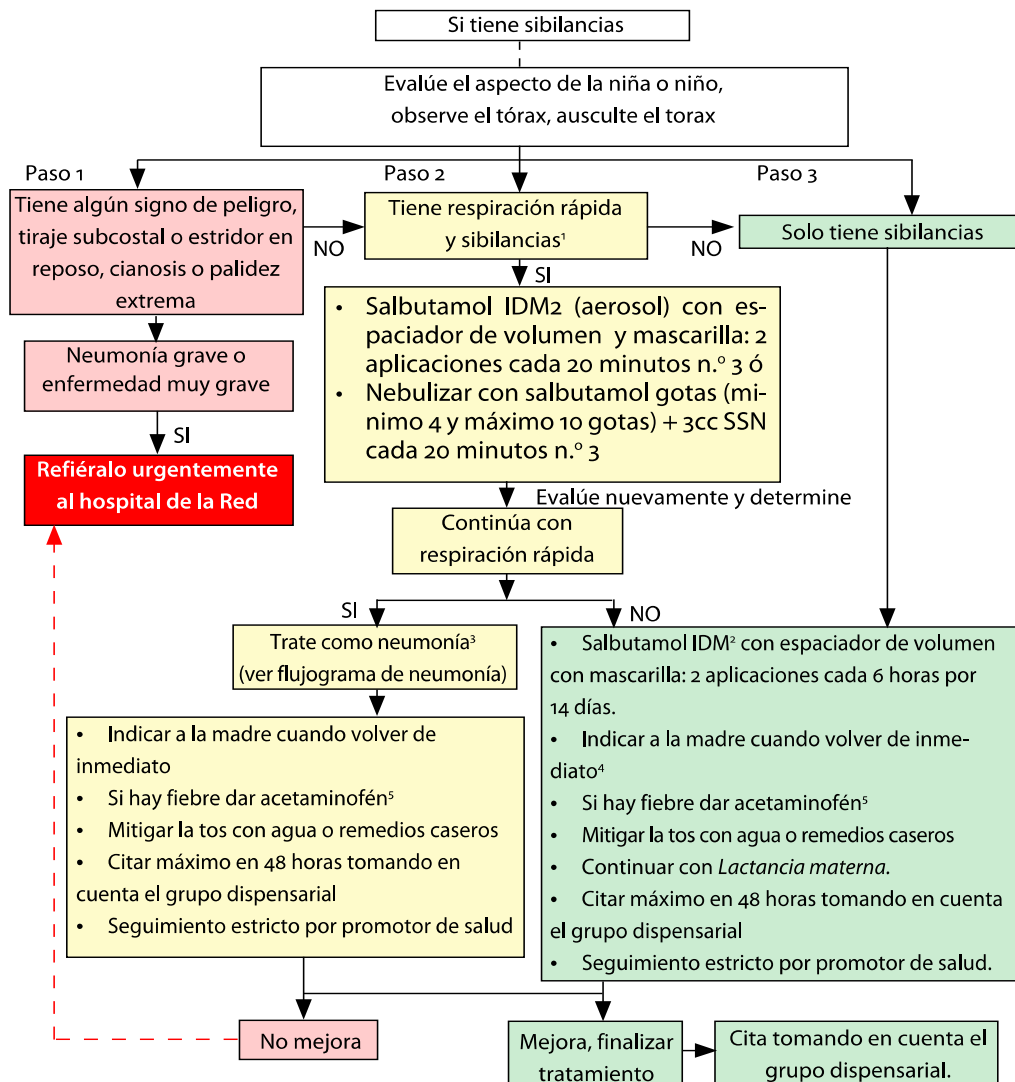 Si tiene sibilancias
Evalúe el aspecto de la niña o niño,
observe el tórax, ausculte el torax
Paso 1
Paso 2
Paso 3
Tiene algún signo de peligro,
tiraje subcostal o estridor en
reposo, cianosis o palidez
extrema
NO
Tiene respiración rápida
y sibilancias¹
NO
Solo tiene sibilancias
SI
Neumonía grave o
enfermedad muy grave
SI
Refiéralo urgentemente
al hospital de la Red
• Salbutamol IDM2 (aerosol) con es-
paciador de volumen y mascarilla: 2
aplicaciones cada 20 minutos n.º 3 ó
• Nebulizar con salbutamol gotas (mi-
nimo 4 y máximo 10 gotas) + 3cc SSN
cada 20 minutos n.º 3
Evalúe nuevamente y determine
Continúa con
respiración rápida
SI
NO
Trate como neumonía³
(ver flujograma de neumonía)
• Indicar a la madre cuando volver de
inmediato
• Si hay fiebre dar acetaminofén⁵
• Mitigar la tos con agua o remedios caseros
• Citar máximo en 48 horas tomando en
cuenta el grupo dispensarial
• Seguimiento estricto por promotor de salud
• Salbutamol IDM² con espaciador de volumen
con mascarilla: 2 aplicaciones cada 6 horas por
14 días.
• Indicar a la madre cuando volver de inme-
diato⁴
• Si hay fiebre dar acetaminofén⁵
• Mitigar la tos con agua o remedios caseros
• Continuar con Lactancia materna.
• Citar máximo en 48 horas tomando en cuenta
el grupo dispensarial
• Seguimiento estricto por promotor de salud.
No mejora
Mejora, finalizar
tratamiento
Cita tomando en cuenta el
grupo dispensarial.